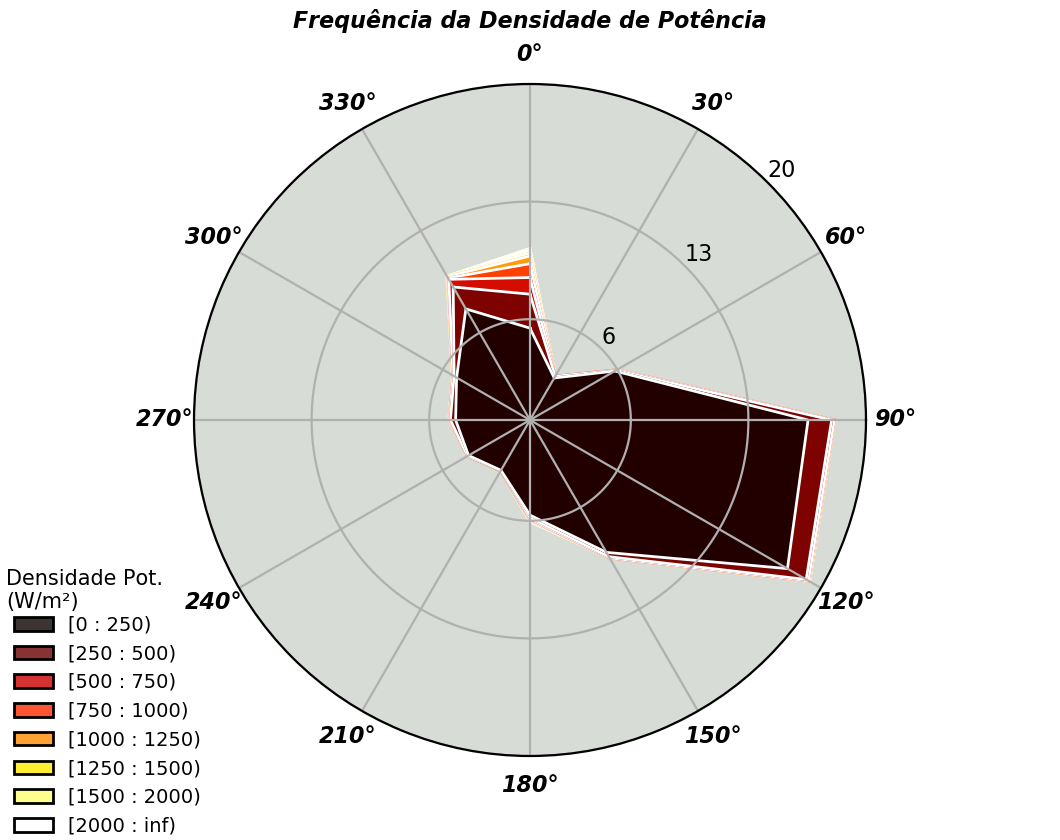 Frequência da Densidade de Potência
0°
330°
30°
20
300°
60°
13
6
270°
90°
Densidade Pot.
(W/m²)
240°
120°
[0 : 250)
[250 : 500)
[500 : 750)
[750 : 1000)
210°
150°
[1000 : 1250)
[1250 : 1500)
180°
[1500 : 2000)
[2000 : inf)